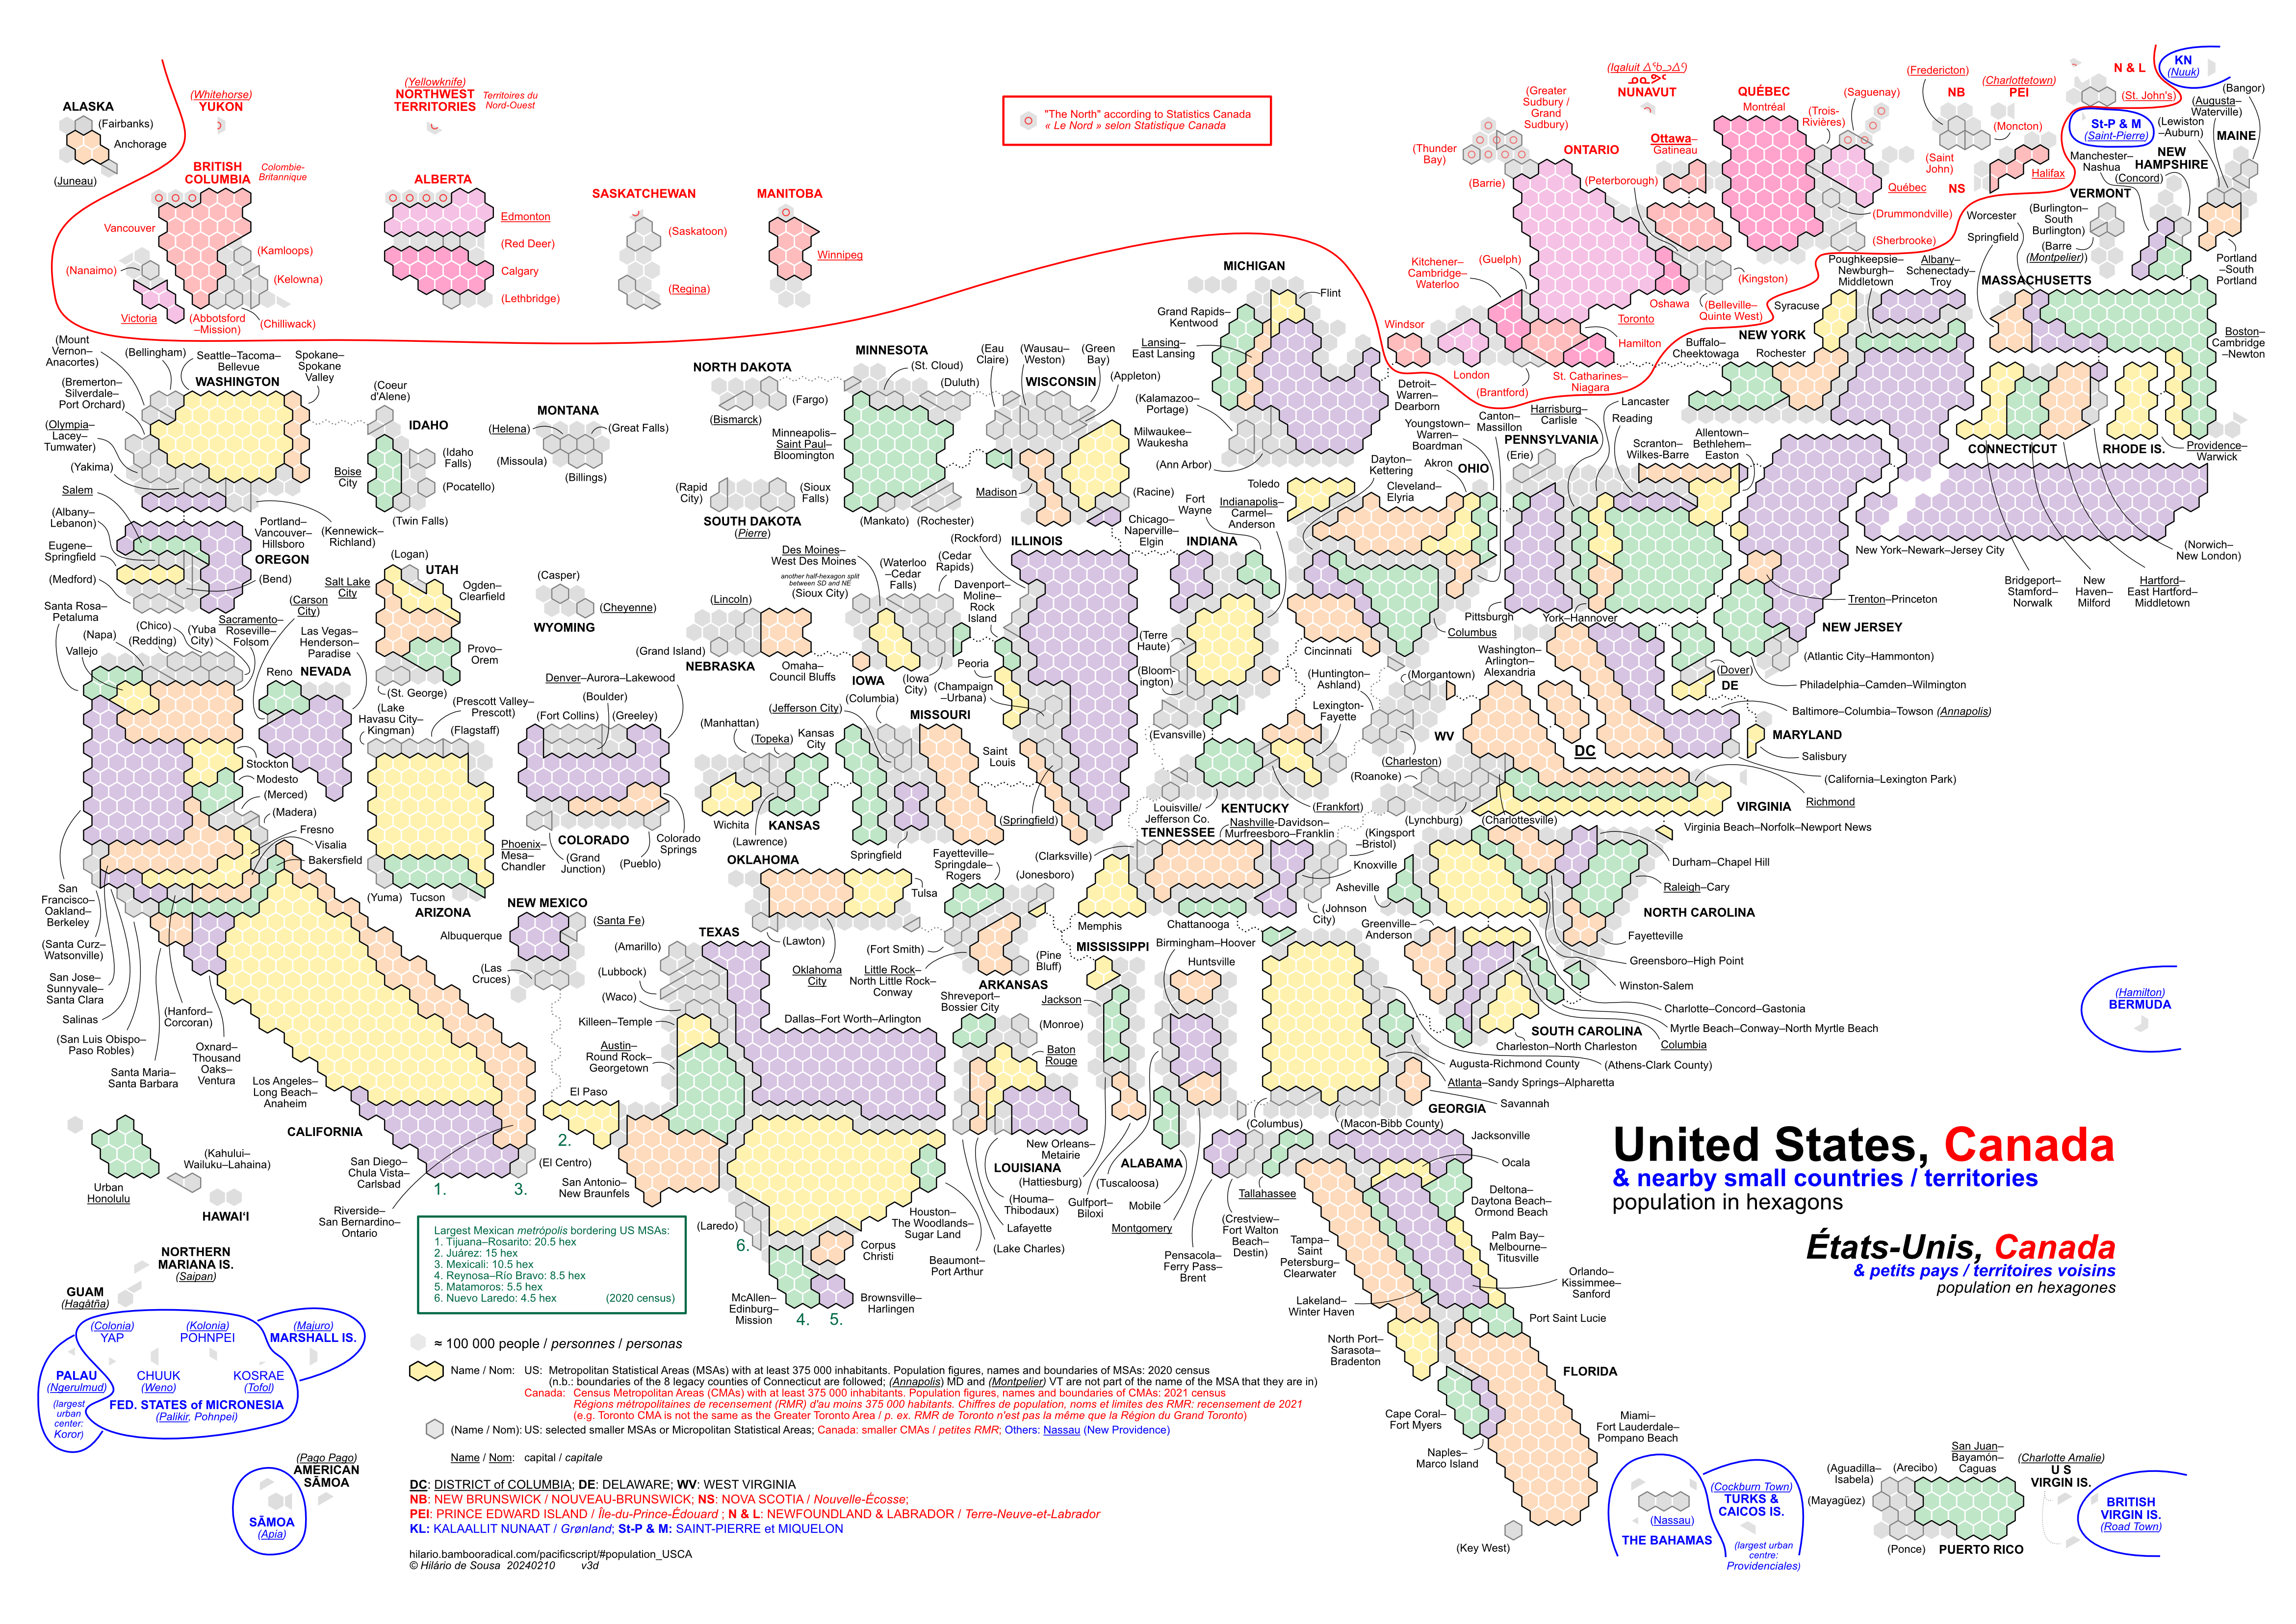 ALASKA
(Fairbanks)
Anchorage
(Juneau)
(Whitehorse)
YUKON
(Yellowknife)
NORTHWEST
TERRITORIES
Territoires du
Nord-Ouest
BRITISH
COLUMBIA
Colombie-
Britannique
Vancouver
(Nanaimo)
Victoria
(Abbotsford
–Mission)
(Kamloops)
(Kelowna)
(Chilliwack)
ALBERTA
Edmonton
(Red Deer)
Calgary
(Lethbridge)
SASKATCHEWAN
(Saskatoon)
(Regina)
MANITOBA
Winnipeg
"The North" according to Statistics Canada
« Le Nord » selon Statistique Canada
(Iqaluit ᐃᖃᓗᐃᑦ)
NUNAVUT
(Greater
Sudbury /
Grand
Sudbury)
(Thunder
Bay)
ONTARIO
(Barrie)
Ottawa–
Gatineau
(Peterborough)
Kitchener–
Cambridge–
Waterloo
(Guelph)
Windsor
London
(Brantford)
St. Catharines–
Niagara
Hamilton
Toronto
Oshawa
(Belleville–
Quinte West)
(Kingston)
QUÉBEC
Montréal
(Trois-
Rivières)
(Saguenay)
Québec
(Drummondville)
(Sherbrooke)
(Fredericton)
NB
(Moncton)
(Saint
John)
(Charlottetown)
PEI
NS
Halifax
N & L
(St. John's)
KN
(Nuuk)
St-P & M
(Saint-Pierre)
(Bangor)
(Augusta–
Waterville)
(Lewiston
–Auburn)
MAINE
Portland
–South
Portland
Manchester–
Nashua
NEW
HAMPSHIRE
(Concord)
VERMONT
(Burlington–
South
Burlington)
(Barre
(Montpelier))
Worcester
Springfield
MASSACHUSETTS
Boston–
Cambridge
–Newton
Providence–
Warwick
RHODE IS.
CONNECTICUT
(Norwich–
New London)
Bridgeport–
Stamford–
Norwalk
New
Haven–
Milford
Hartford–
East Hartford–
Middletown
Poughkeepsie–
Newburgh–
Middletown
Albany–
Schenectady–
Troy
Syracuse
NEW YORK
Rochester
Buffalo–
Cheektowaga
New York–Newark–Jersey City
(Mount
Vernon–
Anacortes)
(Bellingham)
Seattle–Tacoma–
Bellevue
Spokane–
Spokane
Valley
WASHINGTON
(Bremerton–
Silverdale–
Port Orchard)
(Olympia–
Lacey–
Tumwater)
(Yakima)
(Kennewick–
Richland)
Salem
(Albany–
Lebanon)
Eugene–
Springfield
(Medford)
Portland–
Vancouver–
Hillsboro
OREGON
(Bend)
(Coeur
d'Alene)
IDAHO
Boise
City
(Idaho
Falls)
(Pocatello)
(Twin Falls)
MONTANA
(Helena)
(Great Falls)
(Missoula)
(Billings)
NORTH DAKOTA
(Bismarck)
(Fargo)
(Rapid
City)
(Sioux
Falls)
SOUTH DAKOTA
(Pierre)
MINNESOTA
(St. Cloud)
(Duluth)
Minneapolis–
Saint Paul–
Bloomington
(Mankato)
(Rochester)
(Eau
Claire)
(Wausau–
Weston)
(Green
Bay)
WISCONSIN
(Appleton)
Milwaukee–
Waukesha
Madison
(Racine)
MICHIGAN
Flint
Grand Rapids–
Kentwood
Lansing–
East Lansing
(Kalamazoo–
Portage)
(Ann Arbor)
Detroit–
Warren–
Dearborn
(Logan)
UTAH
Salt Lake
City
Ogden–
Clearfield
Provo–
Orem
(St. George)
(Casper)
(Cheyenne)
WYOMING
(Lincoln)
(Grand Island)
NEBRASKA
Omaha–
Council Bluffs
Des Moines–
West Des Moines
another half-hexagon split
between SD and NE
(Sioux City)
(Waterloo
–Cedar
Falls)
(Cedar
Rapids)
IOWA
(Iowa
City)
Davenport–
Moline–
Rock
Island
(Rockford)
ILLINOIS
Chicago–
Naperville–
Elgin
Peoria
(Champaign
–Urbana)
(Springfield)
INDIANA
Fort
Wayne
Indianapolis–
Carmel–
Anderson
(Terre
Haute)
(Bloom-
ington)
(Evansville)
Toledo
Dayton–
Kettering
Cleveland–
Elyria
Akron
OHIO
Canton–
Massillon
Youngstown–
Warren–
Boardman
Columbus
Cincinnati
Harrisburg–
Carlisle
PENNSYLVANIA
(Erie)
Lancaster
Reading
Scranton–
Wilkes-Barre
Allentown–
Bethlehem–
Easton
Pittsburgh
York–Hannover
Trenton–Princeton
NEW JERSEY
(Atlantic City–Hammonton)
Philadelphia–Camden–Wilmington
(Dover)
DE
Baltimore–Columbia–Towson (Annapolis)
MARYLAND
Salisbury
(California–Lexington Park)
Washington–
Arlington–
Alexandria
DC
(Huntington–
Ashland)
(Morgantown)
WV
(Charleston)
(Roanoke)
(Lynchburg)
(Charlottesville)
VIRGINIA
Richmond
Virginia Beach–Norfolk–Newport News
Santa Rosa–
Petaluma
(Napa)
Vallejo
(Chico)
(Redding)
(Yuba
City)
Sacramento–
Roseville–
Folsom
(Carson
City)
Las Vegas–
Henderson–
Paradise
Reno
NEVADA
Stockton
Modesto
(Merced)
(Madera)
Fresno
Visalia
Bakersfield
San
Francisco–
Oakland–
Berkeley
(Santa Curz–
Watsonville)
San Jose–
Sunnyvale–
Santa Clara
Salinas
(San Luis Obispo–
Paso Robles)
Santa Maria–
Santa Barbara
(Hanford–
Corcoran)
Oxnard–
Thousand
Oaks–
Ventura
Los Angeles–
Long Beach–
Anaheim
CALIFORNIA
San Diego–
Chula Vista–
Carlsbad
Riverside–
San Bernardino–
Ontario
(El Centro)
1.
3.
(Lake
Havasu City–
Kingman)
(Prescott Valley–
Prescott)
(Flagstaff)
Phoenix–
Mesa–
Chandler
(Yuma)
Tucson
ARIZONA
Denver–Aurora–Lakewood
(Boulder)
(Fort Collins)
(Greeley)
COLORADO
(Grand
Junction)
(Pueblo)
Colorado
Springs
NEW MEXICO
(Santa Fe)
Albuquerque
(Las
Cruces)
(Manhattan)
(Topeka)
Kansas
City
Wichita
(Lawrence)
KANSAS
(Jefferson City)
(Columbia)
MISSOURI
Saint
Louis
Springfield
OKLAHOMA
Tulsa
(Lawton)
Oklahoma
City
Fayetteville–
Springdale–
Rogers
(Jonesboro)
(Fort Smith)
Little Rock–
North Little Rock–
Conway
(Pine
Bluff)
ARKANSAS
TEXAS
(Amarillo)
(Lubbock)
(Waco)
Killeen–Temple
Dallas–Fort Worth–Arlington
Austin–
Round Rock–
Georgetown
El Paso
2.
San Antonio–
New Braunfels
(Laredo)
6.
Houston–
The Woodlands–
Sugar Land
Beaumont–
Port Arthur
Corpus
Christi
McAllen–
Edinburg–
Mission
Brownsville–
Harlingen
4.
5.
Shreveport–
Bossier City
(Monroe)
Baton
Rouge
New Orleans–
Metairie
LOUISIANA
(Hattiesburg)
(Houma–
Thibodaux)
Lafayette
(Lake Charles)
Lexington-
Fayette
Louisville/
Jefferson Co.
KENTUCKY
(Frankfort)
TENNESSEE
Nashville-Davidson–
Murfreesboro–Franklin
(Clarksville)
(Kingsport
–Bristol)
Knoxville
(Johnson
City)
Memphis
Chattanooga
MISSISSIPPI
Jackson
Gulfport–
Biloxi
Birmingham–Hoover
Huntsville
ALABAMA
(Tuscaloosa)
Mobile
Montgomery
Asheville
Durham–Chapel Hill
Raleigh–Cary
NORTH CAROLINA
Fayetteville
Greensboro–High Point
Winston-Salem
Charlotte–Concord–Gastonia
Greenville–
Anderson
Myrtle Beach–Conway–North Myrtle Beach
SOUTH CAROLINA
Columbia
Charleston–North Charleston
Augusta-Richmond County
(Athens-Clark County)
Atlanta–Sandy Springs–Alpharetta
Savannah
GEORGIA
(Columbus)
(Macon-Bibb County)
Jacksonville
Ocala
Deltona–
Daytona Beach–
Ormond Beach
Palm Bay–
Melbourne–
Titusville
Orlando–
Kissimmee–
Sanford
Port Saint Lucie
FLORIDA
Miami–
Fort Lauderdale–
Pompano Beach
Tallahassee
(Crestview–
Fort Walton
Beach–
Destin)
Pensacola–
Ferry Pass–
Brent
Tampa–
Saint
Petersburg–
Clearwater
Lakeland–
Winter Haven
North Port–
Sarasota–
Bradenton
Cape Coral–
Fort Myers
Naples–
Marco Island
(Key West)
(Hamilton)
BERMUDA
Urban
Honolulu
(Kahului–
Wailuku–Lahaina)
HAWAIʻI
NORTHERN
MARIANA IS.
(Saipan)
GUAM
(Hagåtña)
(Colonia)
YAP
(Kolonia)
POHNPEI
(Majuro)
MARSHALL IS.
PALAU
(Ngerulmud)
(largest
urban
center:
Koror)
CHUUK
(Weno)
KOSRAE
(Tofol)
FED. STATES of MICRONESIA
(Palikir, Pohnpei)
(Pago Pago)
AMERICAN
SĀMOA
SĀMOA
(Apia)
Largest Mexican metrópolis bordering US MSAs:
1. Tijuana–Rosarito: 20.5 hex
2. Juárez: 15 hex
3. Mexicali: 10.5 hex
4. Reynosa–Río Bravo: 8.5 hex
5. Matamoros: 5.5 hex
6. Nuevo Laredo: 4.5 hex (2020 census)
United States, Canada
& nearby small countries / territories
population in hexagons
États-Unis, Canada
& petits pays / territoires voisins
population en hexagones
≈ 100 000 people / personnes / personas
Name / Nom: US: Metropolitan Statistical Areas (MSAs) with at least 375 000 inhabitants. Population figures, names and boundaries of MSAs: 2020 census
(n.b.: boundaries of the 8 legacy counties of Connecticut are followed; (Annapolis) MD and (Montpelier) VT are not part of the name of the MSA that they are in)
Canada: Census Metropolitan Areas (CMAs) with at least 375 000 inhabitants. Population figures, names and boundaries of CMAs: 2021 census
Régions métropolitaines de recensement (RMR) d'au moins 375 000 habitants. Chiffres de population, noms et limites des RMR: recensement de 2021
(e.g. Toronto CMA is not the same as the Greater Toronto Area / p. ex. RMR de Toronto n'est pas la même que la Région du Grand Toronto)
(Name / Nom): US: selected smaller MSAs or Micropolitan Statistical Areas; Canada: smaller CMAs / petites RMR; Others: Nassau (New Providence)
Name / Nom: capital / capitale
DC: DISTRICT of COLUMBIA; DE: DELAWARE; WV: WEST VIRGINIA
NB: NEW BRUNSWICK / NOUVEAU-BRUNSWICK; NS: NOVA SCOTIA / Nouvelle-Écosse;
PEI: PRINCE EDWARD ISLAND / Île-du-Prince-Édouard ; N & L: NEWFOUNDLAND & LABRADOR / Terre-Neuve-et-Labrador
KL: KALAALLIT NUNAAT / Grønland; St-P & M: SAINT-PIERRE et MIQUELON
hilario.bambooradical.com/pacificscript/#population_USCA
© Hilário de Sousa 20240210 v3d
(Nassau)
THE BAHAMAS
(Cockburn Town)
TURKS &
CAICOS IS.
(largest urban
centre:
Providenciales)
(Aguadilla–
Isabela)
(Arecibo)
San Juan–
Bayamón–
Caguas
(Mayagüez)
(Ponce)
PUERTO RICO
(Charlotte Amalie)
U S
VIRGIN IS.
BRITISH
VIRGIN IS.
(Road Town)